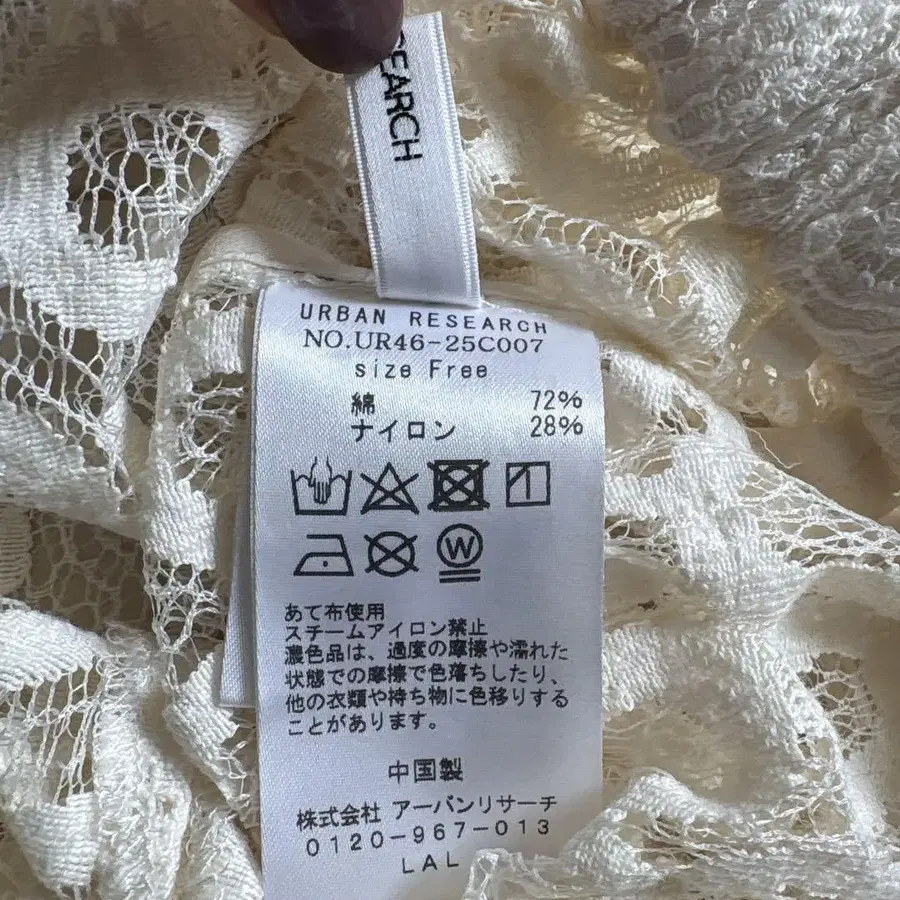 SEARCH
URBAN RESEARCH
NO.UR46-25C007
size Free
綿 72%
ナイロン 28%
W
あて布使用
スチームアイロン禁止
濃色品は、過度の摩擦や濡れた
状態での摩擦で色落ちしたり、
他の衣類や持ち物に色移りする
ことがあります。
中国製
株式会社 アーバンリサーチ
0120-967-013
LAL